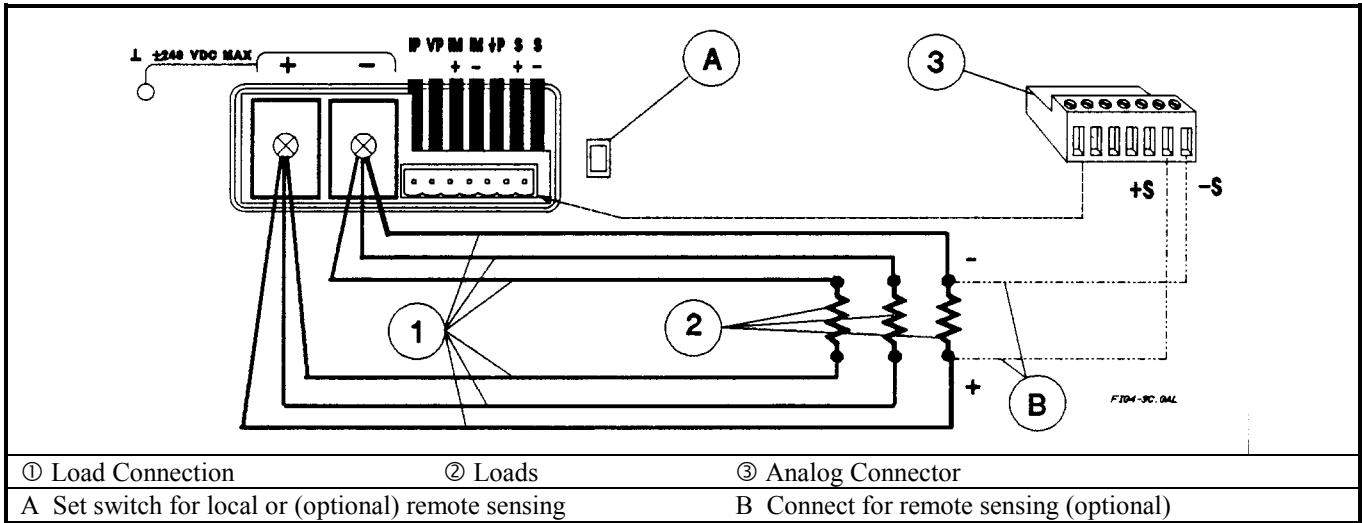 ⊥ ±240 VDC MAX + − IP VP IM IM ↓P S S
+ − + −
A
3
+S -S
-
1
2
+
B
FIG4-3C.GAL
① Load Connection ② Loads ③ Analog Connector
A Set switch for local or (optional) remote sensing B Connect for remote sensing (optional)